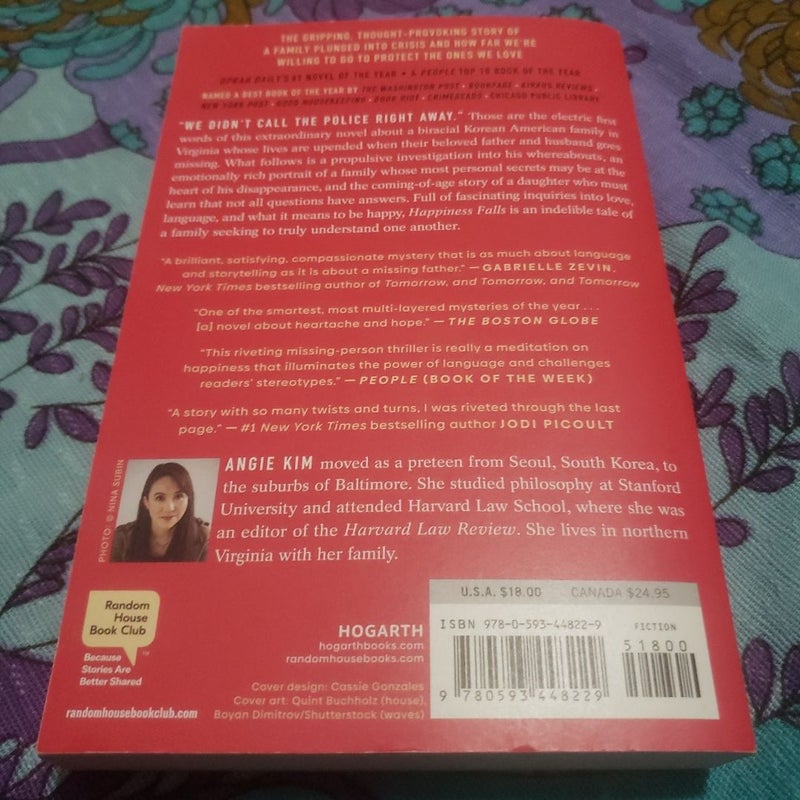 THE GRIPPING, THOUGHT-PROVOKING STORY OF
A FAMILY PLUNGED INTO CRISIS AND HOW FAR WE'RE
WILLING TO GO TO PROTECT THE ONES WE LOVE
OPRAH DAILY'S #1 NOVEL OF THE YEAR • A PEOPLE TOP 10 BOOK OF THE YEAR
NAMED A BEST BOOK OF THE YEAR BY THE WASHINGTON POST • BOOKPAGE • KIRKUS REVIEWS •
NEW YORK POST • GOOD HOUSEKEEPING • BOOK RIOT • CRIMEREADS • CHICAGO PUBLIC LIBRARY
"WE DIDN'T CALL THE POLICE RIGHT AWAY." Those are the electric first
words of this extraordinary novel about a biracial Korean American family in
Virginia whose lives are upended when their beloved father and husband goes
missing. What follows is a propulsive investigation into his whereabouts, an
emotionally rich portrait of a family whose most personal secrets may be at the
heart of his disappearance, and the coming-of-age story of a daughter who must
learn that not all questions have answers. Full of fascinating inquiries into love,
language, and what it means to be happy, Happiness Falls is an indelible tale of
a family seeking to truly understand one another.
"A brilliant, satisfying, compassionate mystery that is as much about language
and storytelling as it is about a missing father." — GABRIELLE ZEVIN,
New York Times bestselling author of Tomorrow, and Tomorrow, and Tomorrow
"One of the smartest, most multi-layered mysteries of the year . . .
[a] novel about heartache and hope." — THE BOSTON GLOBE
"This riveting missing-person thriller is really a meditation on
happiness that illuminates the power of language and challenges
readers' stereotypes." — PEOPLE (BOOK OF THE WEEK)
"A story with so many twists and turns, I was riveted through the last
page." — #1 New York Times bestselling author JODI PICOULT
PHOTO: © NINA SUBIN
ANGIE KIM moved as a preteen from Seoul, South Korea, to
the suburbs of Baltimore. She studied philosophy at Stanford
University and attended Harvard Law School, where she was
an editor of the Harvard Law Review. She lives in northern
Virginia with her family.
Random
House
Book Club
Because
Stories Are
Better Shared
TM
randomhousebookclub.com
HOGARTH
hogarthbooks.com
randomhousebooks.com
Cover design: Cassie Gonzales
Cover art: Quint Buchholz (house),
Boyan Dimitrov/Shutterstock (waves)
U.S.A. $18.00 CANADA $24.95
ISBN 978-0-593-44822-9
FICTION
51800
9 780593 448229